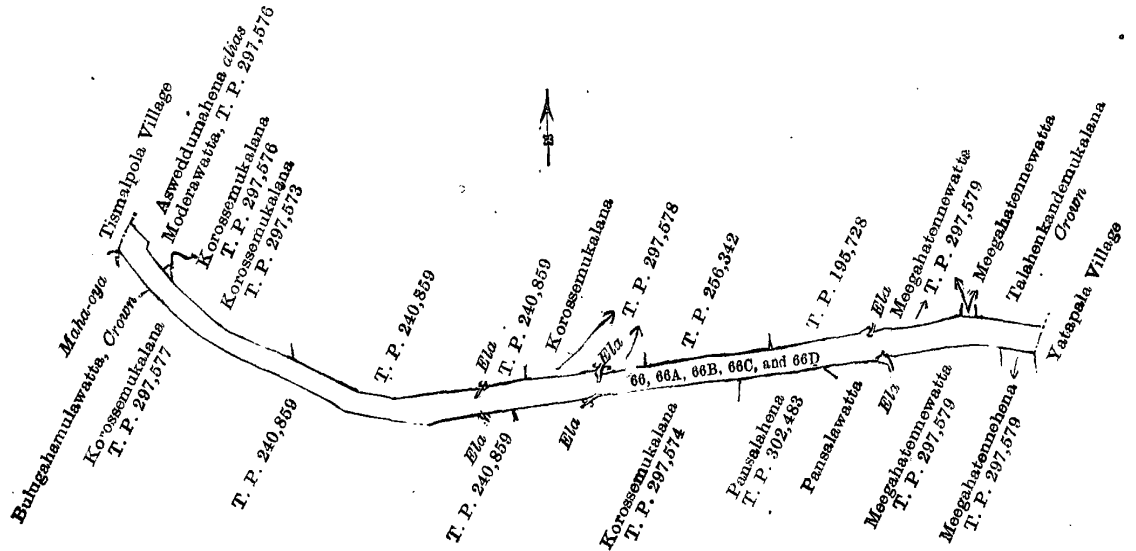 Tismalpola Village
Asweddumahena alias
Moderawatta, T. P. 297,576
Korossemukalana
T. P. 297,576
Korossemukalana
T. P. 297,573
T. P. 240,859
Ela
T. P. 240,859
Korossemukalana
Ela
T. P. 297,578
T. P. 256,342
T. P. 195,728
Ela
Meegahatennewatta
T. P. 297,579
Meegahatennewatta
Talahenkandemukalana
Crown
Yatapala Village
66, 66A, 66B, 66C, and 66D
Maha-oya
Bulugahamulawatta, Crown
Korossemukalana
T. P. 297,577
T. P. 240,859
Ela
T. P. 240,859
Ela
Korossemukalana
T. P. 297,574
Pansalahena
T. P. 302,483
Pansalawatta
Ela
Meegahatennewatta
T. P. 297,579
Meegahatennehena
T. P. 297,579